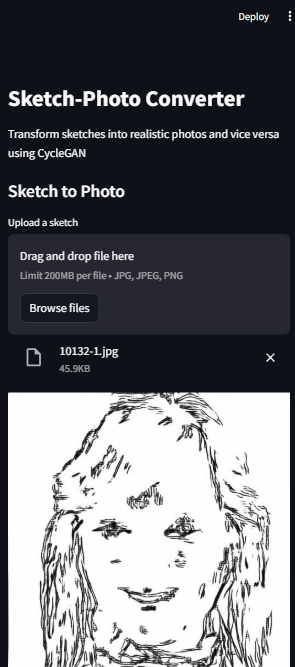 Deploy
Sketch-Photo Converter
Transform sketches into realistic photos and vice versa
using CycleGAN
Sketch to Photo
Upload a sketch
Drag and drop file here
Limit 200MB per file • JPG, JPEG, PNG
Browse files
10132-1.jpg
45.9KB